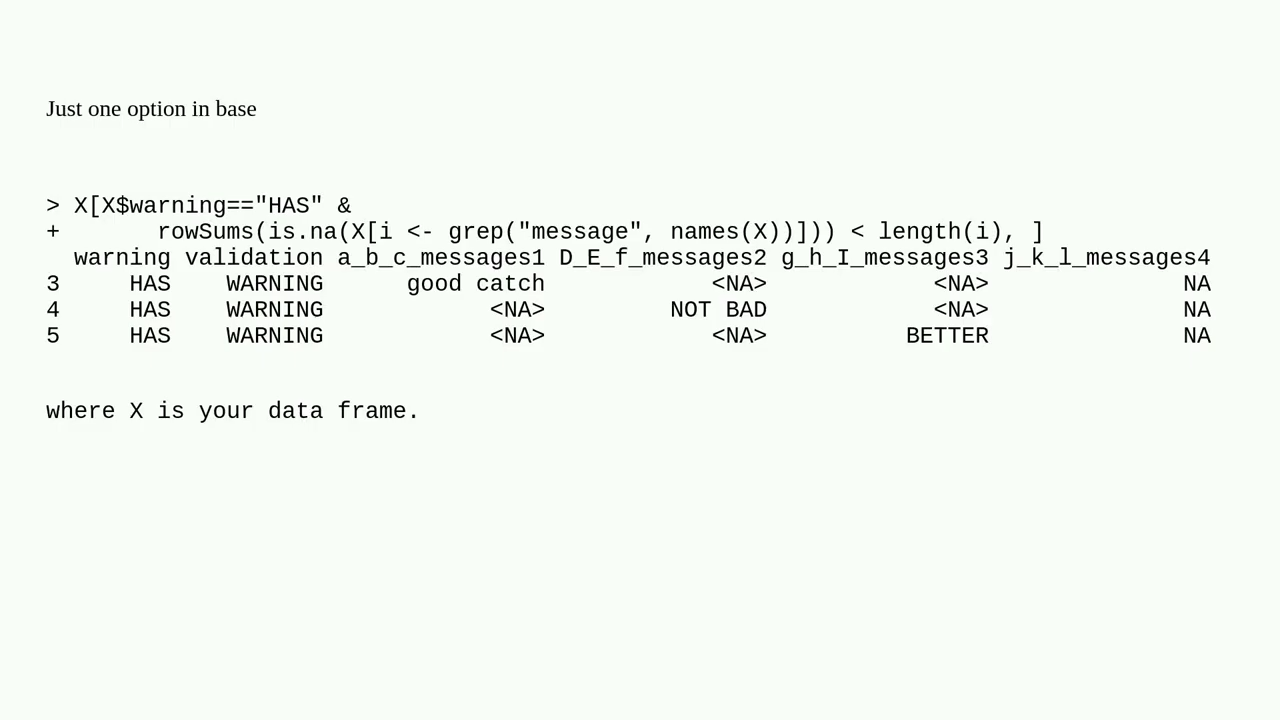 Just one option in base
> X[X$warning=="HAS" &
+       rowSums(is.na(X[i <- grep("message", names(X))])) < length(i), ]
  warning validation a_b_c_messages1 D_E_f_messages2 g_h_I_messages3 j_k_l_messages4
3     HAS    WARNING      good catch            <NA>            <NA>              NA
4     HAS    WARNING            <NA>         NOT BAD            <NA>              NA
5     HAS    WARNING            <NA>            <NA>          BETTER              NA
where X is your data frame.